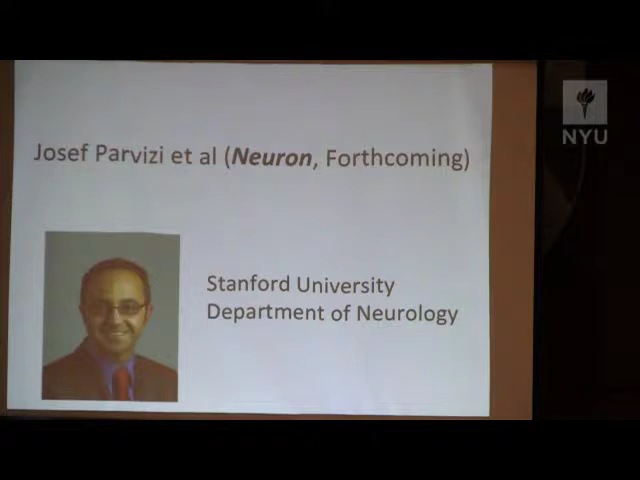 Josef Parvizi et al (Neuron, Forthcoming)
Stanford University
Department of Neurology
NYU